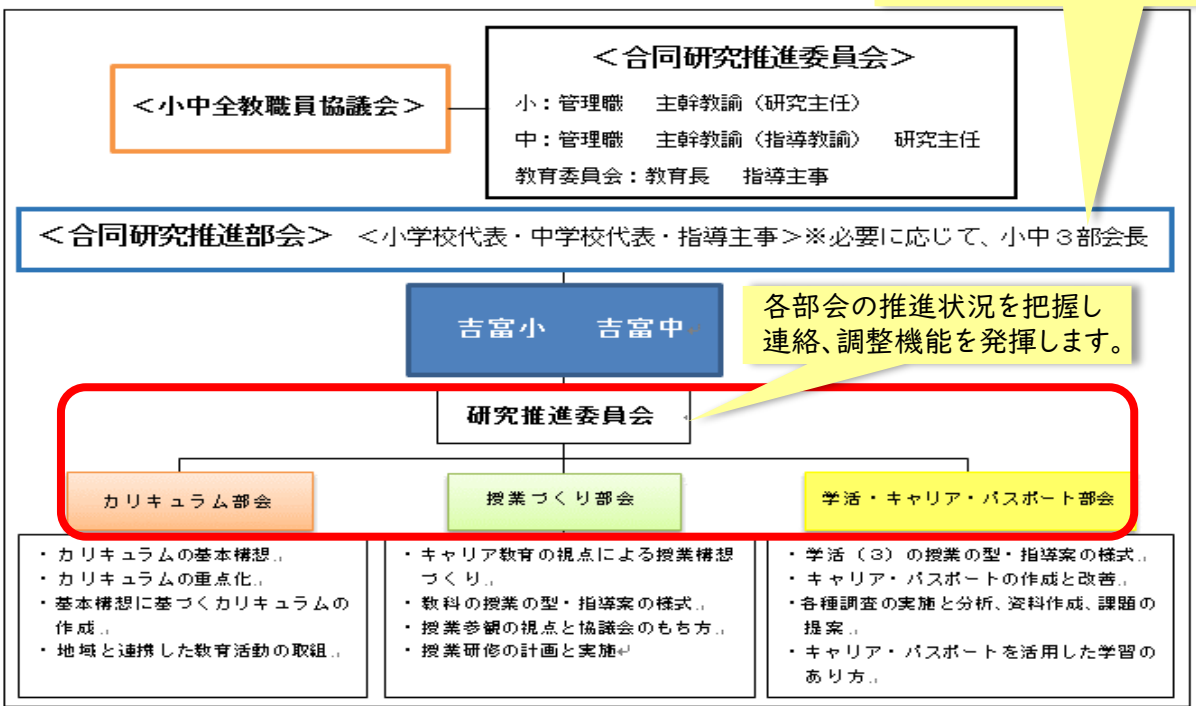 ＜小中全教職員協議会＞
＜合同研究推進委員会＞
小：管理職　主幹教諭（研究主任）
中：管理職　主幹教諭（指導教諭）　研究主任
教育委員会：教育長　指導主事
＜合同研究推進部会＞　＜小学校代表・中学校代表・指導主事＞※必要に応じて、小中３部会長
吉富小　吉富中
各部会の推進状況を把握し
連絡、調整機能を発揮します。
研究推進委員会
カリキュラム部会
授業づくり部会
学活・キャリア・パスポート部会
・カリキュラムの基本構想
・カリキュラムの重点化
・基本構想に基づくカリキュラムの
作成
・地域と連携した教育活動の取組
・キャリア教育の視点による授業構想
づくり
・教科の授業の型・指導案の様式
・授業参観の視点と協議会のもち方
・授業研修の計画と実施
・学活（3）の授業の型・指導案の様式
・キャリア・パスポートの作成と改善
・各種調査の実施と分析、資料作成、課題の
提案
・キャリア・パスポートを活用した学習の
あり方